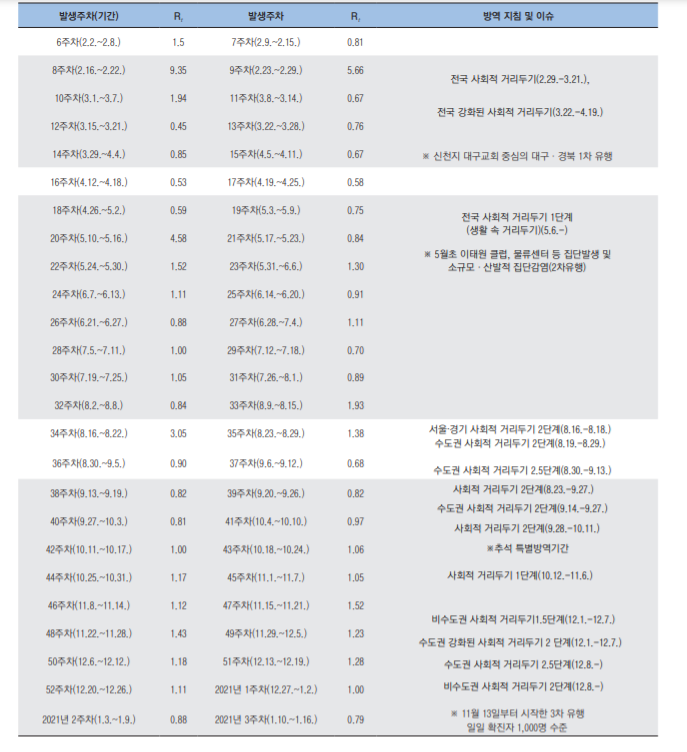 발생주차(기간) Rt 발생주차 Rt 방역 지침 및 이슈
6주차(2.2.~2.8.) 1.5 7주차(2.9.~2.15.) 0.81
8주차(2.16.~2.22.) 9.35 9주차(2.23.~2.29.) 5.66
전국 사회적 거리두기(2.29.-3.21.),
10주차(3.1.~3.7.) 1.94 11주차(3.8.~3.14.) 0.67
전국 강화된 사회적 거리두기(3.22.-4.19.)
12주차(3.15.~3.21.) 0.45 13주차(3.22.~3.28.) 0.76
14주차(3.29.~4.4.) 0.85 15주차(4.5.~4.11.) 0.67 ※ 신천지 대구교회 중심의 대구·경북 1차 유행
16주차(4.12.~4.18.) 0.53 17주차(4.19.~4.25.) 0.58
18주차(4.26.~5.2.) 0.59 19주차(5.3.~5.9.) 0.75 전국 사회적 거리두기 1단계
(생활 속 거리두기)(5.6.-)
20주차(5.10.~5.16.) 4.58 21주차(5.17.~5.23.) 0.84
※ 5월초 이태원 클럽, 물류센터 등 집단발생 및
22주차(5.24.~5.30.) 1.52 23주차(5.31.~6.6.) 1.30 소규모·산발적 집단감염(2차유행)
24주차(6.7.~6.13.) 1.11 25주차(6.14.~6.20.) 0.91
26주차(6.21.~6.27.) 0.88 27주차(6.28.~7.4.) 1.11
28주차(7.5.~7.11.) 1.00 29주차(7.12.~7.18.) 0.70
30주차(7.19.~7.25.) 1.05 31주차(7.26.~8.1.) 0.89
32주차(8.2.~8.8.) 0.84 33주차(8.9.~8.15.) 1.93
34주차(8.16.~8.22.) 3.05 35주차(8.23.~8.29.) 1.38 서울·경기 사회적 거리두기 2단계(8.16.-8.18.)
수도권 사회적 거리두기 2단계(8.19.-8.29.)
36주차(8.30.~9.5.) 0.90 37주차(9.6.~9.12.) 0.68 수도권 사회적 거리두기 2.5단계(8.30.-9.13.)
38주차(9.13.~9.19.) 0.82 39주차(9.20.~9.26.) 0.82 사회적 거리두기 2단계(8.23.-9.27.)
수도권 사회적 거리두기 2단계(9.14.-9.27.)
40주차(9.27.~10.3.) 0.81 41주차(10.4.~10.10.) 0.97 사회적 거리두기 2단계(9.28.-10.11.)
42주차(10.11.~10.17.) 1.00 43주차(10.18.~10.24.) 1.06 ※추석 특별방역기간
44주차(10.25.~10.31.) 1.17 45주차(11.1.~11.7.) 1.05 사회적 거리두기 1단계(10.12.-11.6.)
46주차(11.8.~11.14.) 1.12 47주차(11.15.~11.21.) 1.52
비수도권 사회적 거리두기1.5단계(12.1.-12.7.)
48주차(11.22.~11.28.) 1.43 49주차(11.29.~12.5.) 1.23 수도권 강화된 사회적 거리두기 2 단계(12.1.-12.7.)
50주차(12.6.~12.12.) 1.18 51주차(12.13.~12.19.) 1.28 수도권 사회적 거리두기 2.5단계(12.8.-)
52주차(12.20.~12.26.) 1.11 2021년 1주차(12.27.~1.2.) 1.00 비수도권 사회적 거리두기 2단계(12.8.-)
2021년 2주차(1.3.~1.9.) 0.88 2021년 3주차(1.10.~1.16.) 0.79 ※ 11월 13일부터 시작한 3차 유행
일일 확진자 1,000명 수준